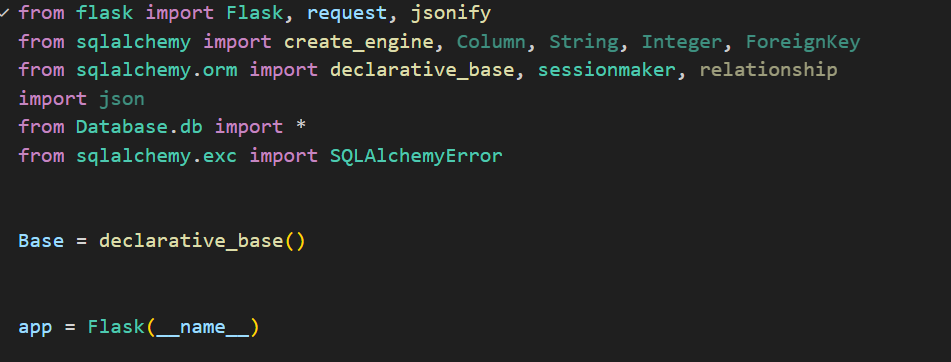 from flask import Flask, request, jsonify
from sqlalchemy import create_engine, Column, String, Integer, ForeignKey
from sqlalchemy.orm import declarative_base, sessionmaker, relationship
import json
from Database.db import *
from sqlalchemy.exc import SQLAlchemyError
Base = declarative_base()
app = Flask(__name__)